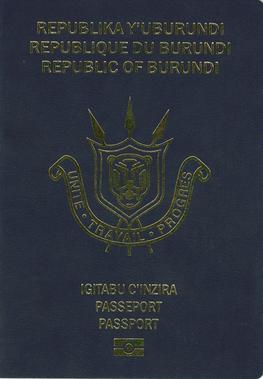 REPUBLIKA Y'UBURUNDI
REPUBLIQUE DU BURUNDI
REPUBLIC OF BURUNDI
UNITE • TRAVAIL • PROGRES
IGITABU C'INZIRA
PASSEPORT
PASSPORT